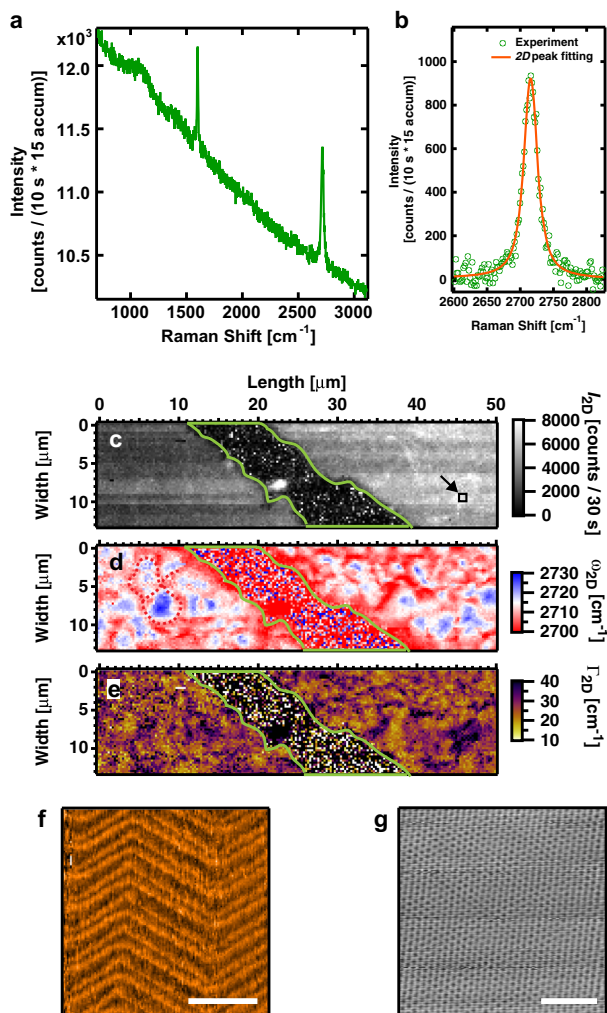 a
×10³
12.0
11.5
11.0
10.5
Intensity
[counts / (10 s * 15 accum)]
1000 1500 2000 2500 3000
Raman Shift [cm⁻¹]
b
Experiment
2D peak fitting
1000
800
600
400
200
0
Intensity
[counts / (10 s * 15 accum)]
2600 2650 2700 2750 2800
Raman Shift [cm⁻¹]
Length [μm]
0 10 20 30 40 50
c
0
5
10
Width [μm]
8000
6000
4000
2000
0
I2D [counts / 30 s]
d
0
5
10
Width [μm]
2730
2720
2710
2700
ω2D [cm⁻¹]
e
0
5
10
Width [μm]
40
30
20
10
Γ2D [cm⁻¹]
f
g